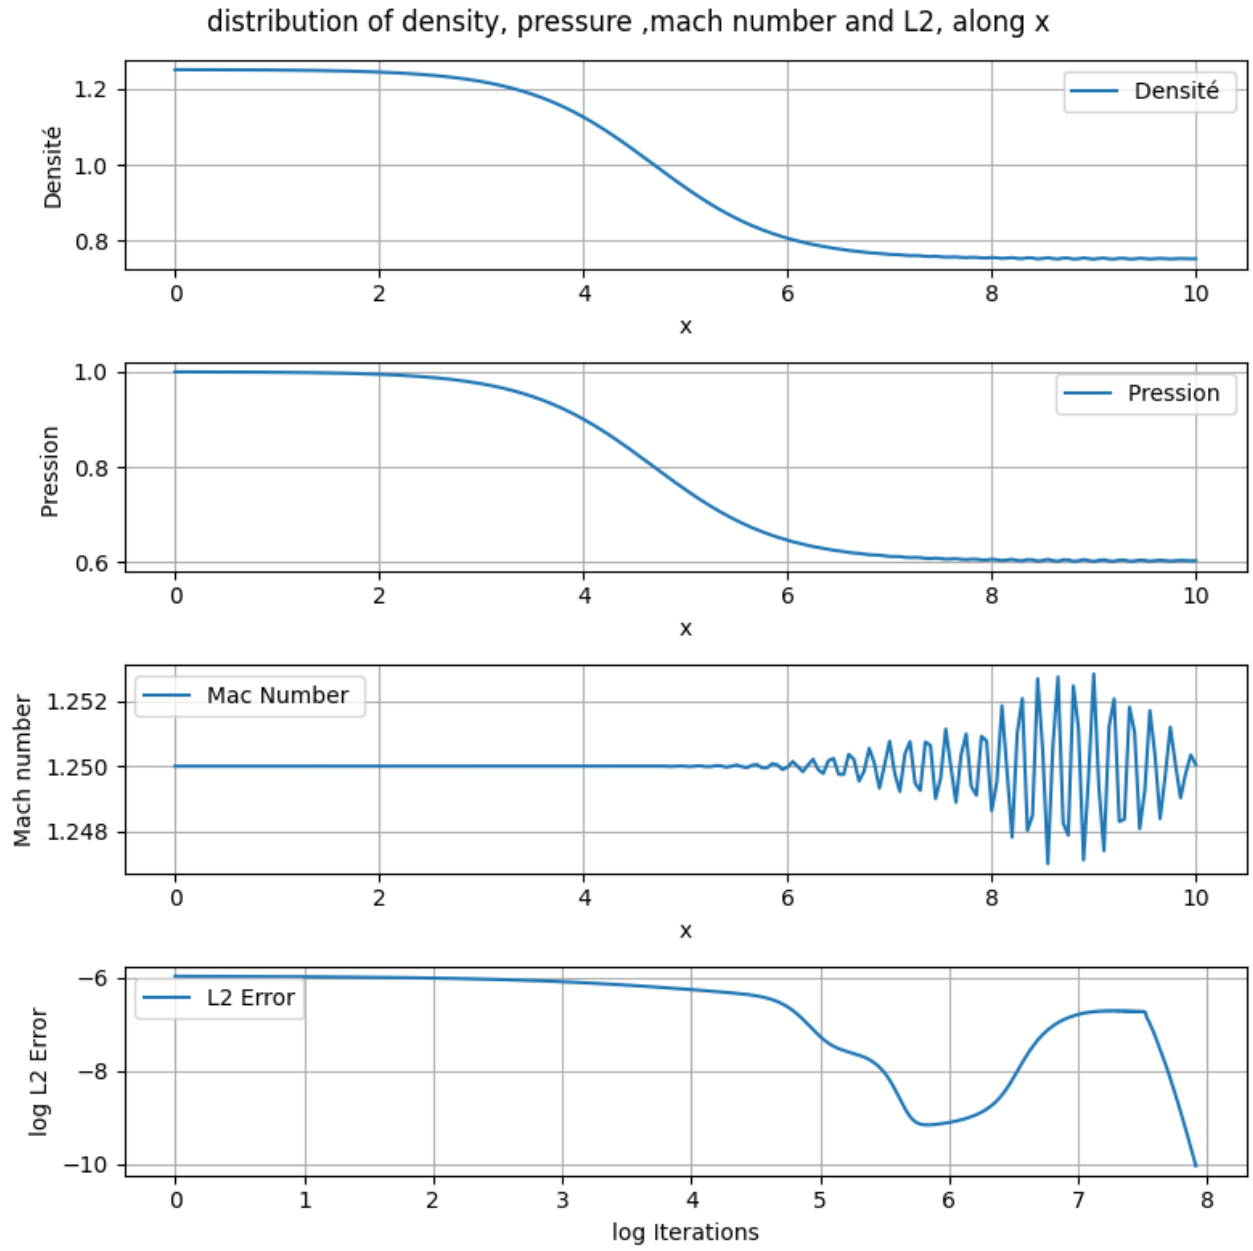 distribution of density, pressure ,mach number and L2, along x
1.2
1.0
0.8
Densité
Densité
0 2 4 6 8 10
x
1.0
0.8
0.6
Pression
Pression
0 2 4 6 8 10
x
1.252
1.250
1.248
Mach number
Mac Number
0 2 4 6 8 10
x
−6
−8
−10
log L2 Error
L2 Error
0 1 2 3 4 5 6 7 8
log Iterations